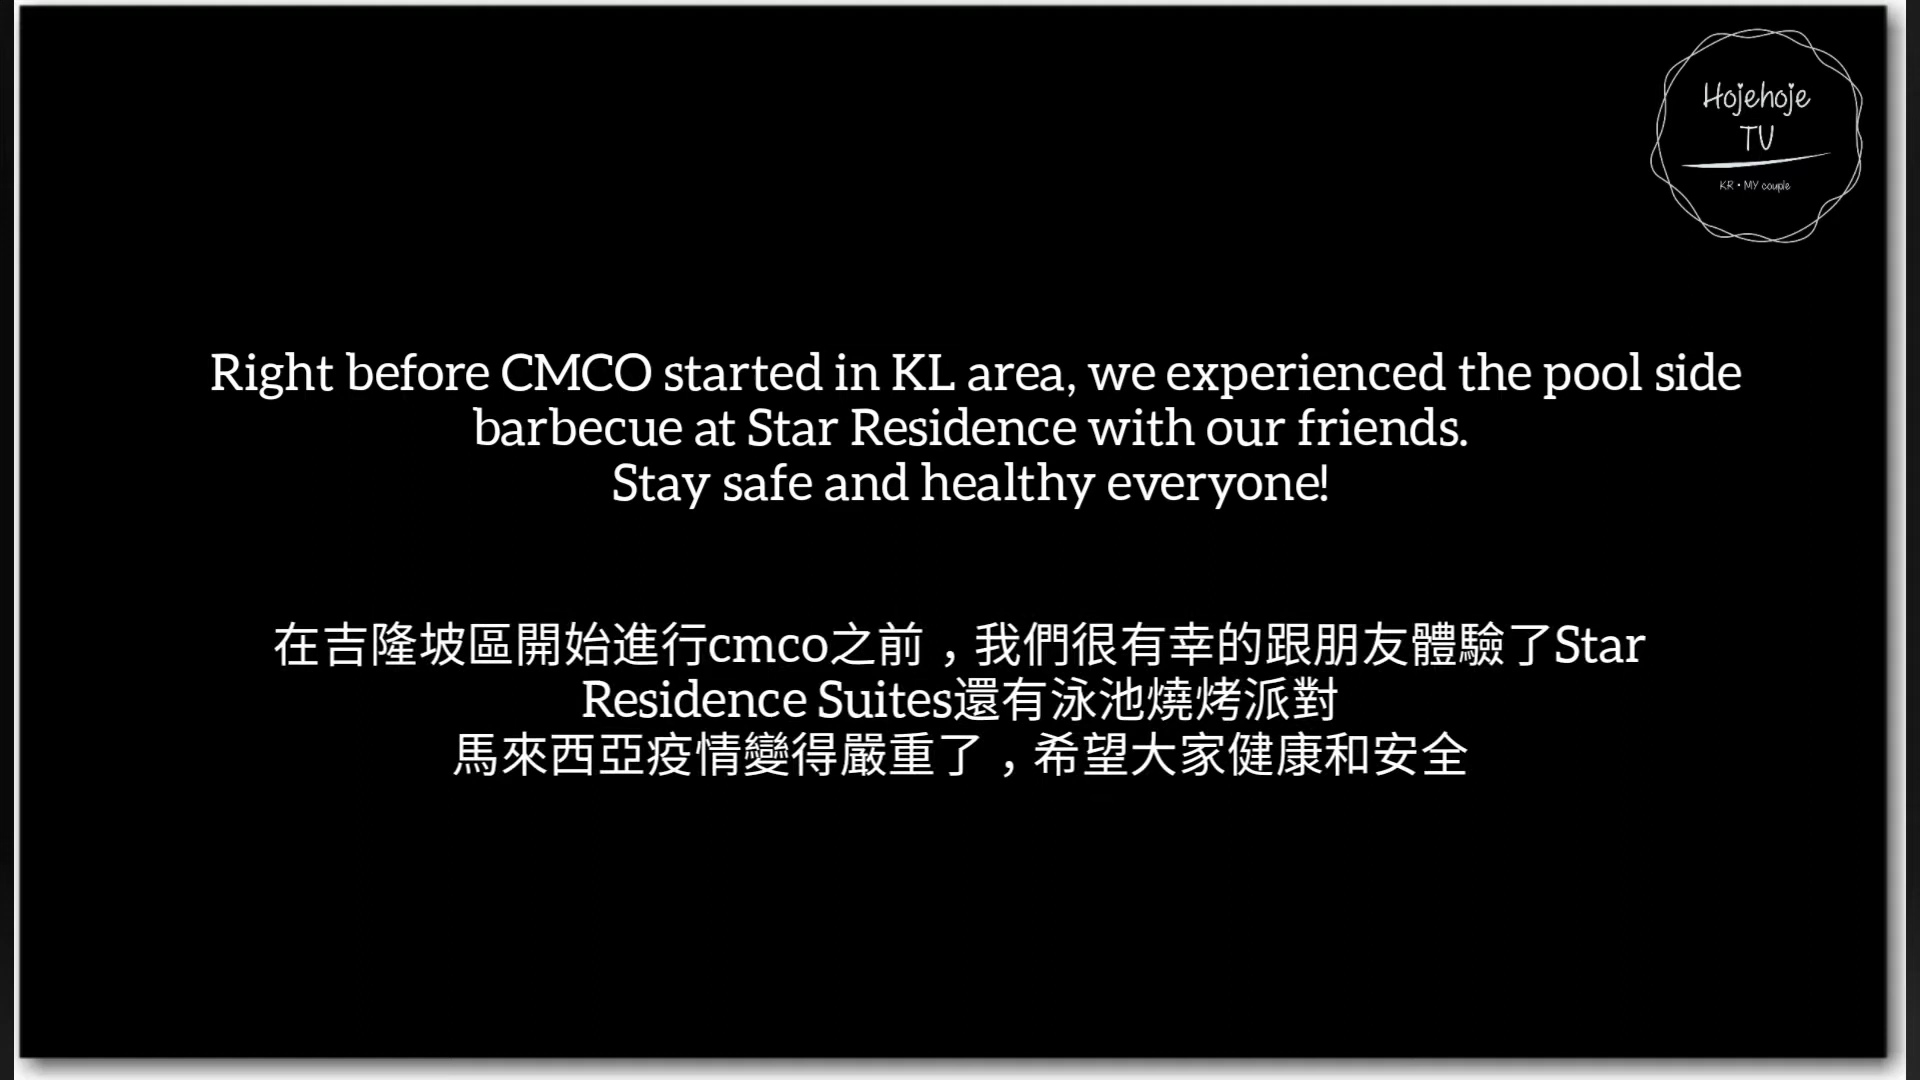 Hojehoje
TV
KR • MY couple
Right before CMCO started in KL area, we experienced the pool side
barbecue at Star Residence with our friends.
Stay safe and healthy everyone!
在吉隆坡區開始進行cmco之前，我們很有幸的跟朋友體驗了Star
Residence Suites還有泳池燒烤派對
馬來西亞疫情變得嚴重了，希望大家健康和安全